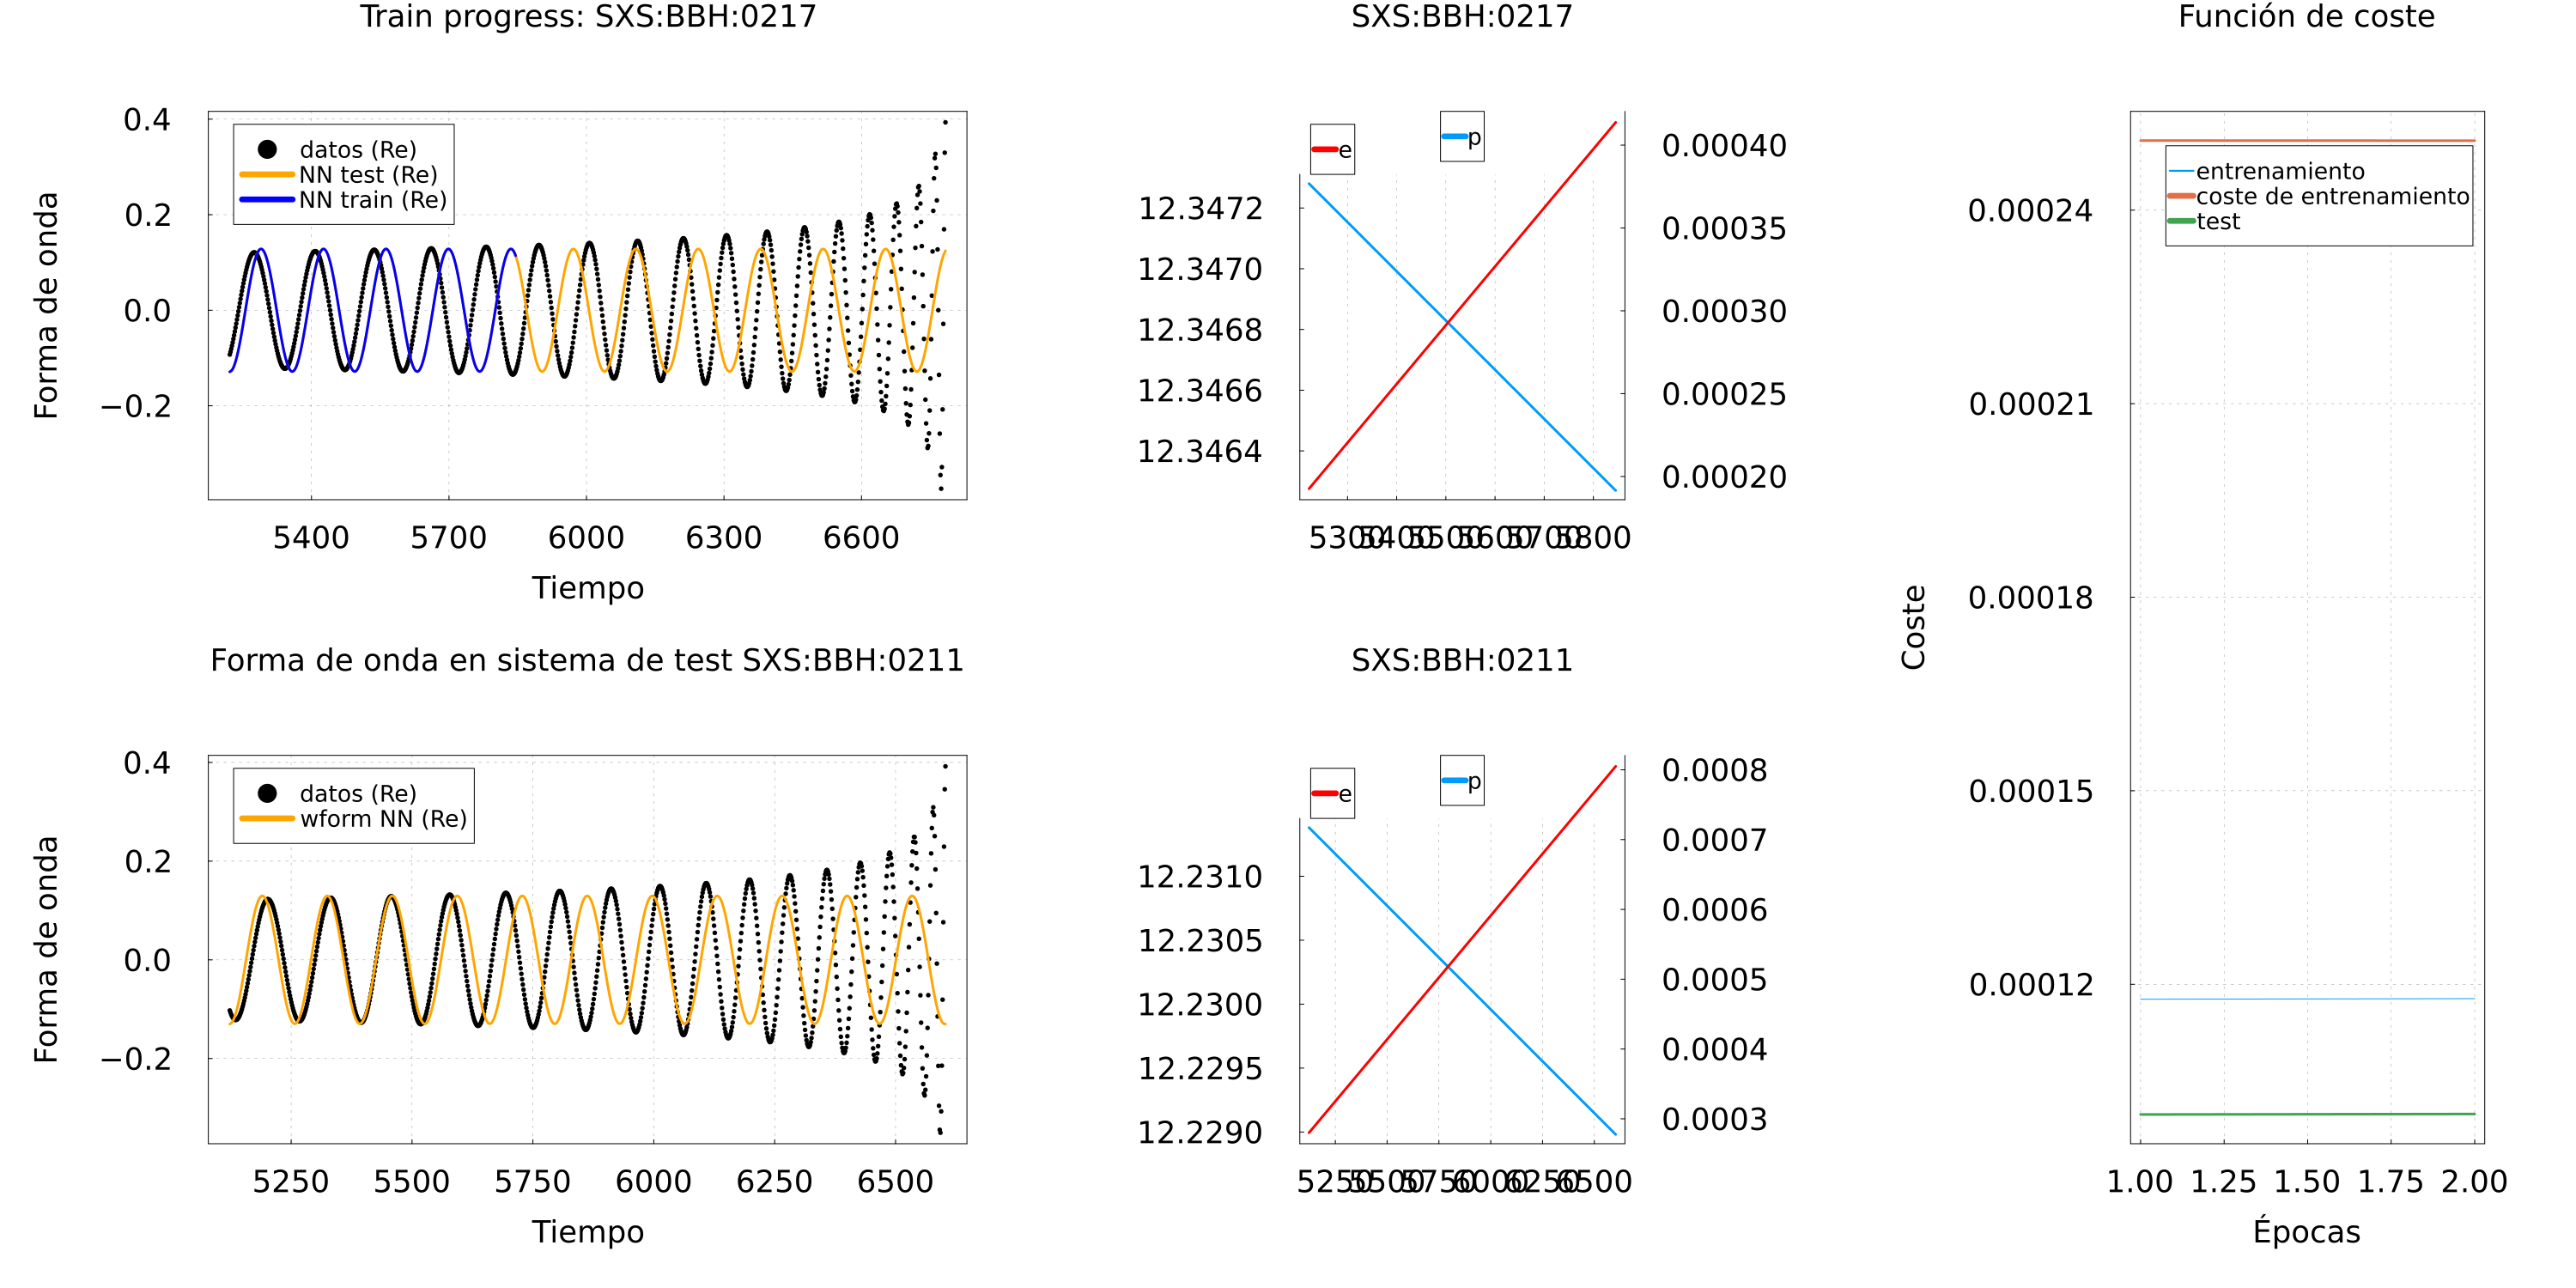 Train progress: SXS:BBH:0217
0.4
0.2
0.0
−0.2
Forma de onda
datos (Re)
NN test (Re)
NN train (Re)
5400 5700 6000 6300 6600
Tiempo
SXS:BBH:0217
e
p
12.3472
12.3470
12.3468
12.3466
12.3464
0.00040
0.00035
0.00030
0.00025
0.00020
5300 5400 5500 5600 5700 5800
Forma de onda en sistema de test SXS:BBH:0211
0.4
0.2
0.0
−0.2
Forma de onda
datos (Re)
wform NN (Re)
5250 5500 5750 6000 6250 6500
Tiempo
SXS:BBH:0211
e
p
12.2310
12.2305
12.2300
12.2295
12.2290
0.0008
0.0007
0.0006
0.0005
0.0004
0.0003
5250 5500 5750 6000 6250 6500
Función de coste
entrenamiento
coste de entrenamiento
test
0.00024
0.00021
0.00018
0.00015
0.00012
Coste
1.00 1.25 1.50 1.75 2.00
Épocas